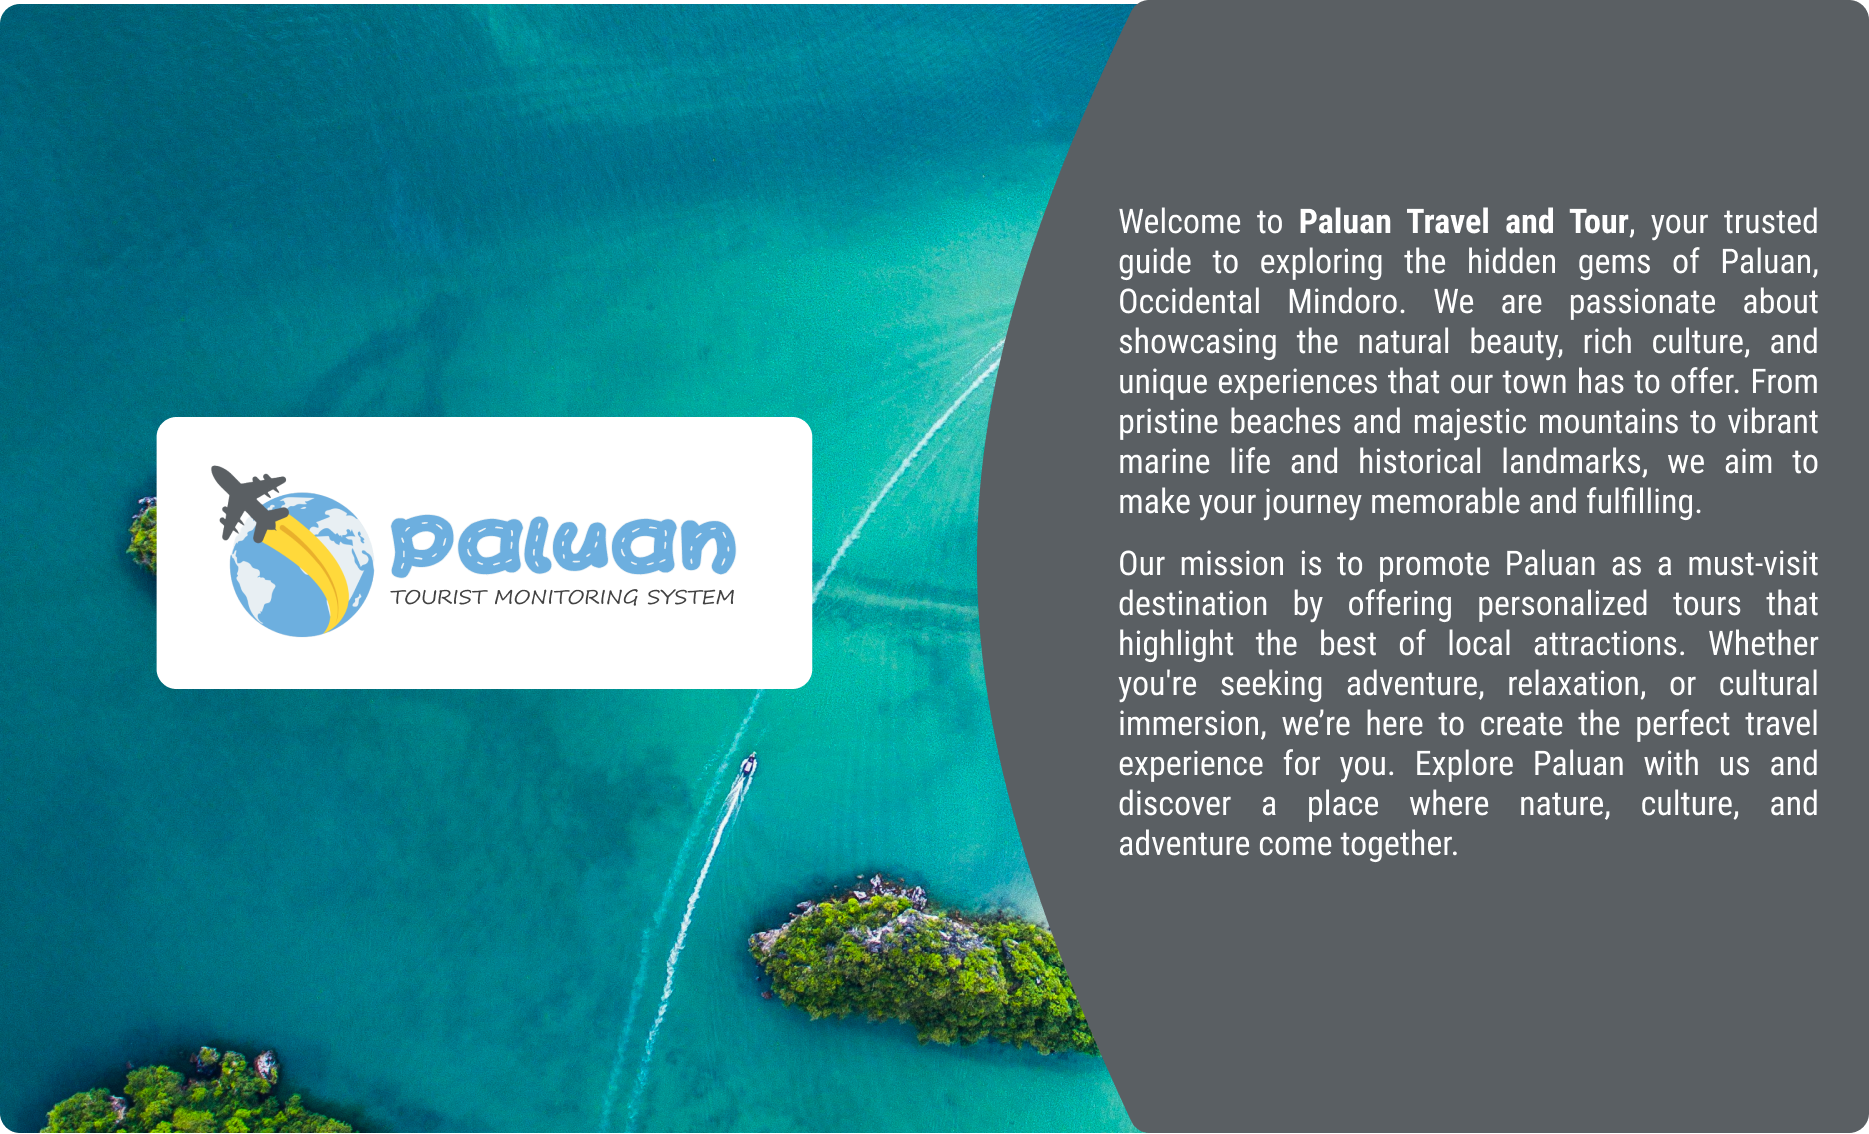 paluan
TOURIST MONITORING SYSTEM
Welcome to Paluan Travel and Tour, your trusted
guide to exploring the hidden gems of Paluan,
Occidental Mindoro. We are passionate about
showcasing the natural beauty, rich culture, and
unique experiences that our town has to offer. From
pristine beaches and majestic mountains to vibrant
marine life and historical landmarks, we aim to
make your journey memorable and fulfilling.
Our mission is to promote Paluan as a must-visit
destination by offering personalized tours that
highlight the best of local attractions. Whether
you're seeking adventure, relaxation, or cultural
immersion, we’re here to create the perfect travel
experience for you. Explore Paluan with us and
discover a place where nature, culture, and
adventure come together.